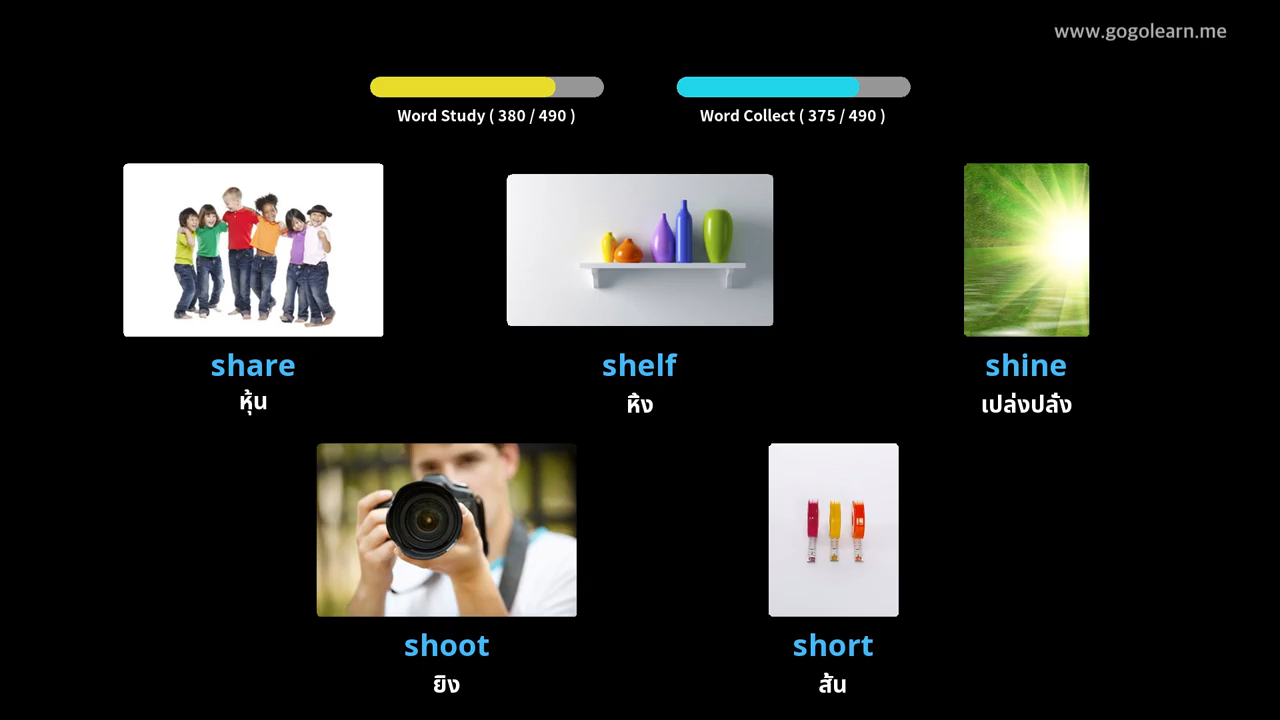 www.gogolearn.me
Word Study ( 380 / 490 )
Word Collect ( 375 / 490 )
share
หุ้น
shelf
หิ้ง
shine
เปล่งปลั่ง
shoot
ยิง
short
สั้น